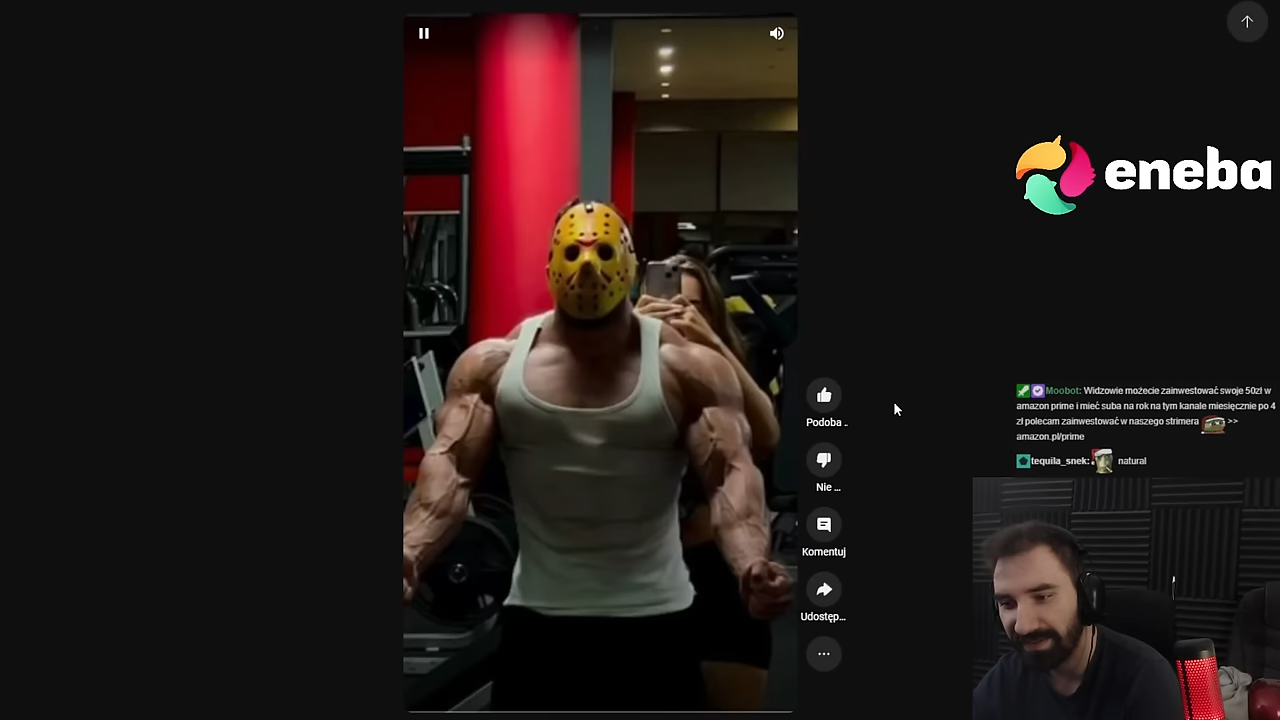 eneba
Moobot: Widzowie możecie zainwestować swoje 50zł w
amazon prime i mieć suba na rok na tym kanale miesięcznie po 4
zł polecam zainwestować w naszego strimera >>
amazon.pl/prime
Podoba ..
tequila_snek: natural
Nie ...
Komentuj
Udostęp...